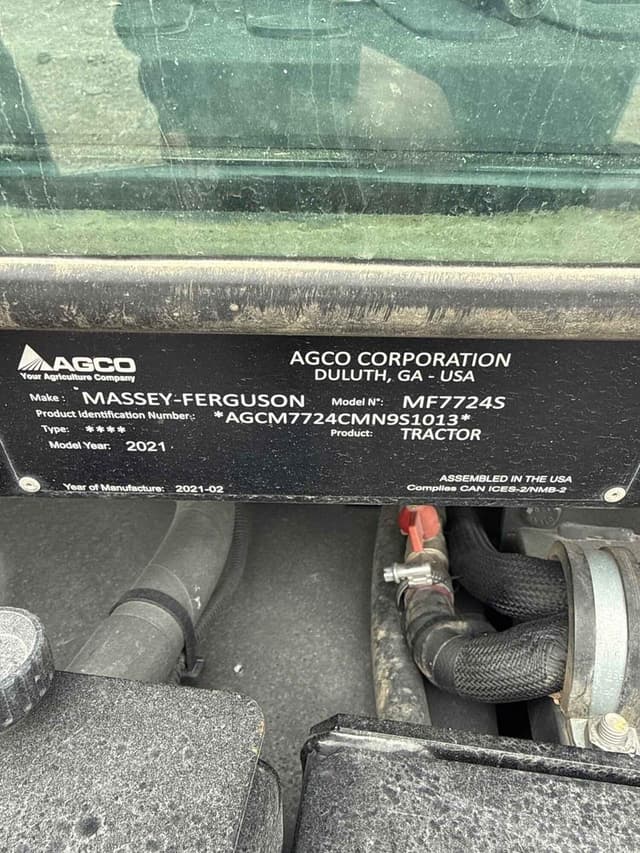 AGCO
Your Agriculture Company
AGCO CORPORATION
DULUTH, GA - USA
Make : MASSEY-FERGUSON Model N°: MF7724S
Product Identification Number: *AGCM7724CMN9S1013*
Type: **** Product: TRACTOR
Model Year: 2021
Year of Manufacture: 2021-02
ASSEMBLED IN THE USA
Complies CAN ICES-2/NMB-2